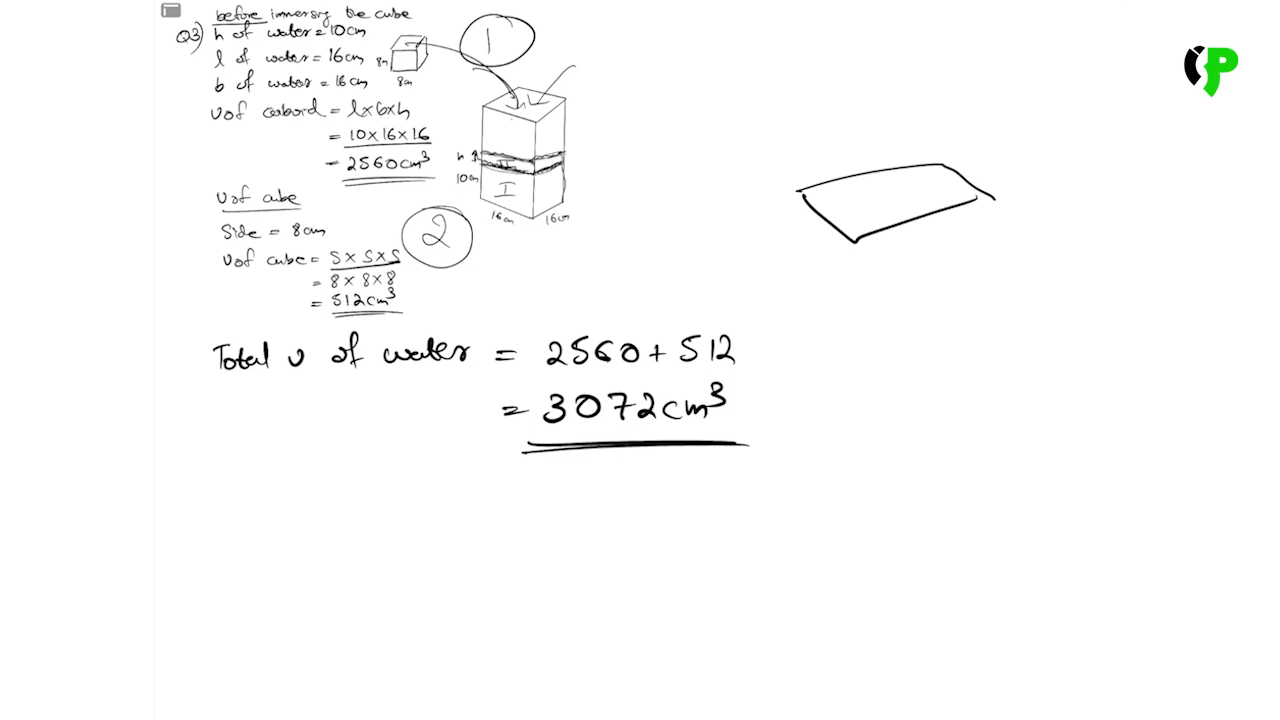 before immersing the cube
Q3) h of water = 10cm
l of water = 16cm
b of water = 16cm
V of cuboid = l×b×h
= 10×16×16
= 2560cm³
V of cube
Side = 8cm
V of cube = S×S×S
= 8×8×8
= 512cm³
1
2
8cm
8cm
h
II
10cm
I
16cm
16cm
Total v of water = 2560+512
= 3072cm³
P